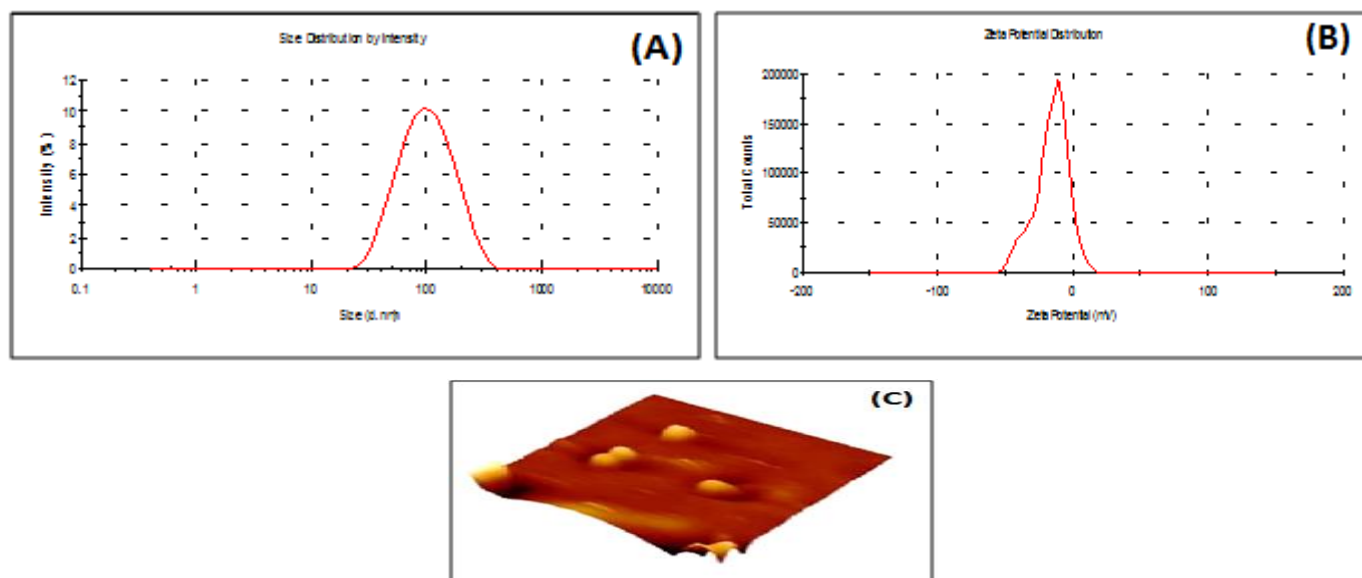 Size Distribution by Intensity
(A)
12
10
8
6
4
2
0
Intensity (%)
0.1 1 10 100 1000 10000
Size (d.nm)
Zeta Potential Distribution
(B)
200000
150000
100000
50000
0
Total Counts
-200 -100 0 100 200
Zeta Potential (mV)
(C)